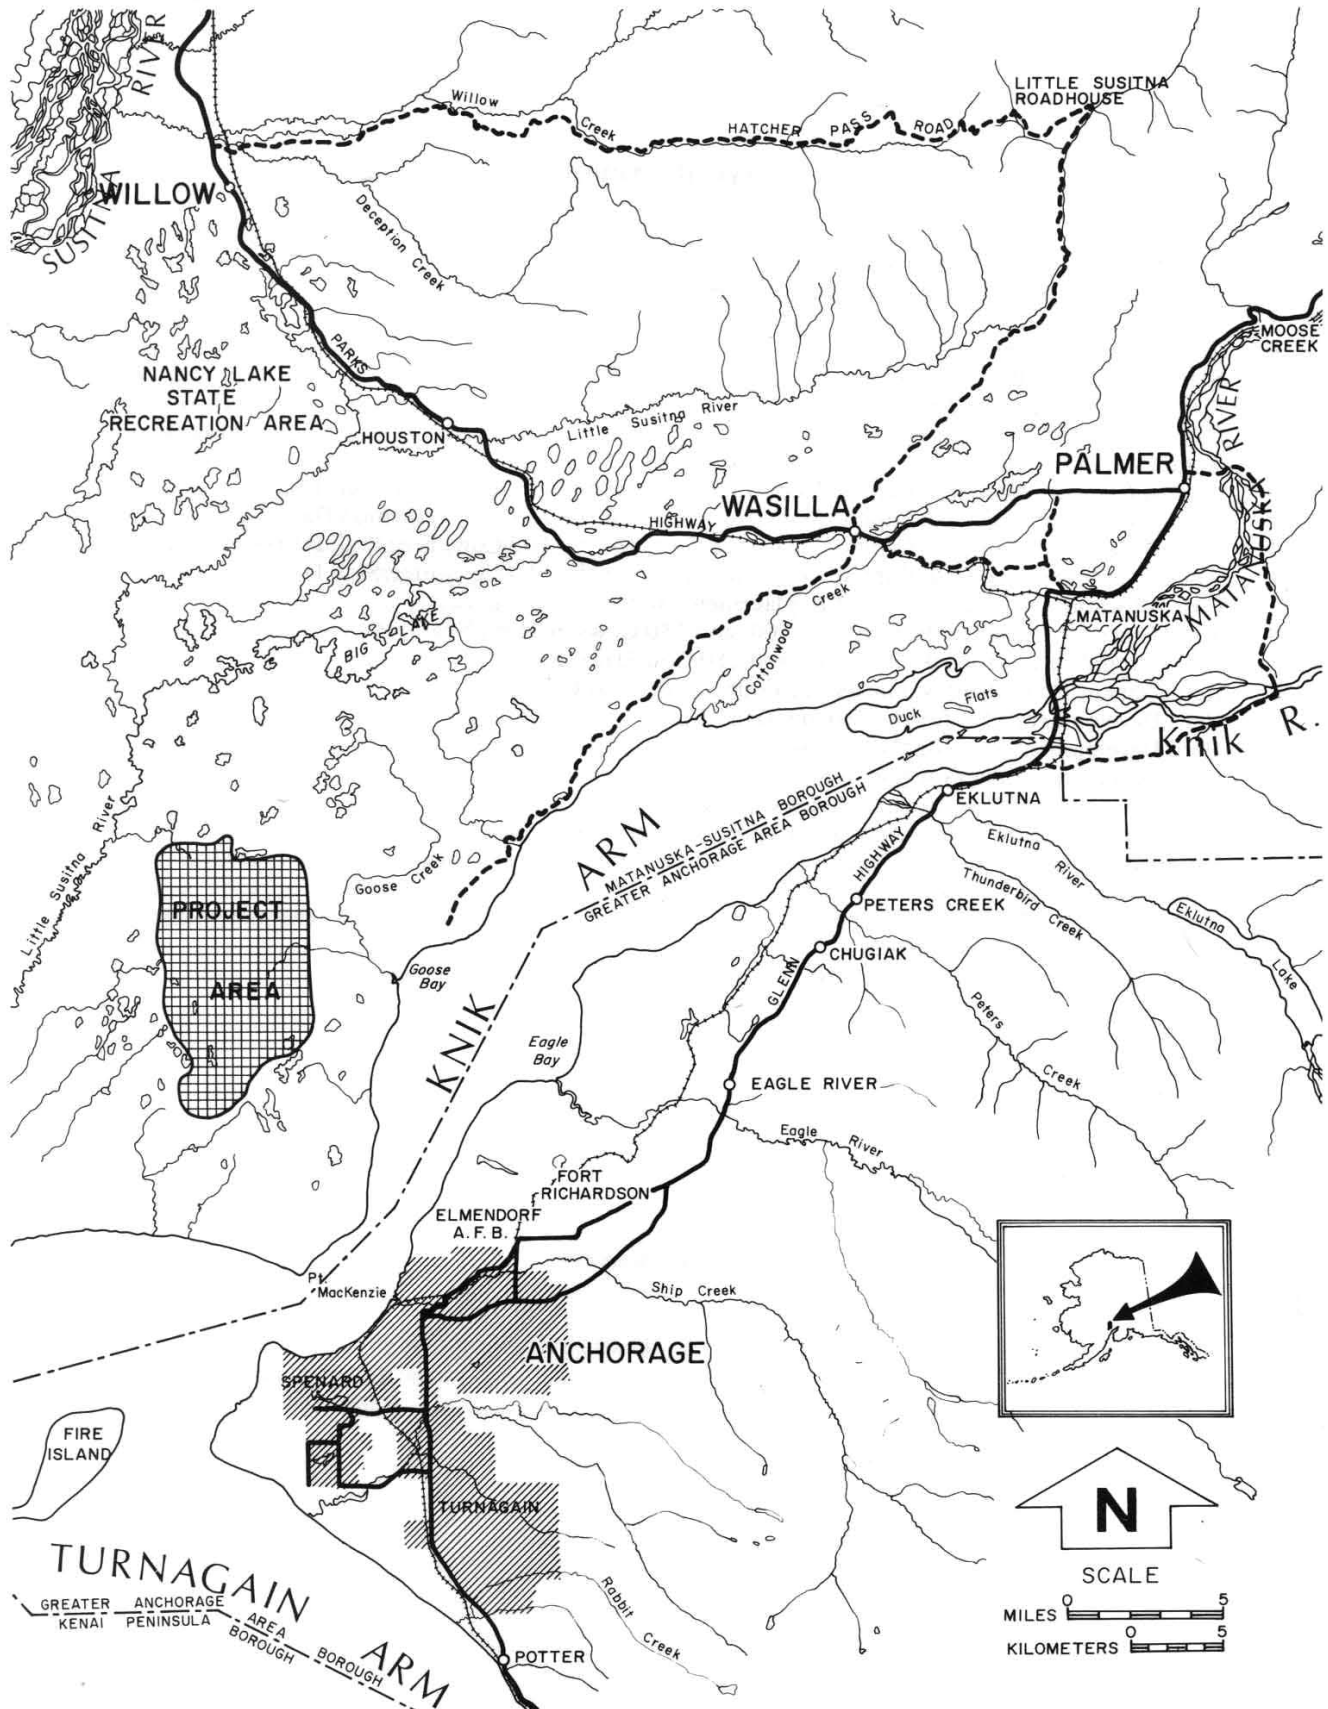 RIVER
SUSITNA
Willow
Creek
HATCHER PASS ROAD
LITTLE SUSITNA
ROADHOUSE
WILLOW
Deception Creek
PARKS
NANCY LAKE
STATE
RECREATION AREA
HOUSTON
Little Susitna River
MOOSE
CREEK
RIVER
MATANUSKA
PALMER
WASILLA
HIGHWAY
Creek
Cottonwood
MATANUSKA
BIG LAKE
Duck Flats
Knik R.
Little Susitna River
KNIK ARM
MATANUSKA-SUSITNA BOROUGH
GREATER ANCHORAGE AREA BOROUGH
EKLUTNA
Eklutna River
Thunderbird Creek
Eklutna Lake
Goose Creek
PROJECT
AREA
GLENN HIGHWAY
PETERS CREEK
CHUGIAK
Goose
Bay
Peters Creek
Eagle
Bay
EAGLE RIVER
Eagle River
FORT
RICHARDSON
ELMENDORF
A.F.B.
Pt.
MacKenzie
Ship Creek
ANCHORAGE
SPENARD
FIRE
ISLAND
TURNAGAIN
Rabbit Creek
TURNAGAIN ARM
GREATER ANCHORAGE AREA BOROUGH
KENAI PENINSULA BOROUGH
POTTER
N
SCALE
0 5
MILES
0 5
KILOMETERS